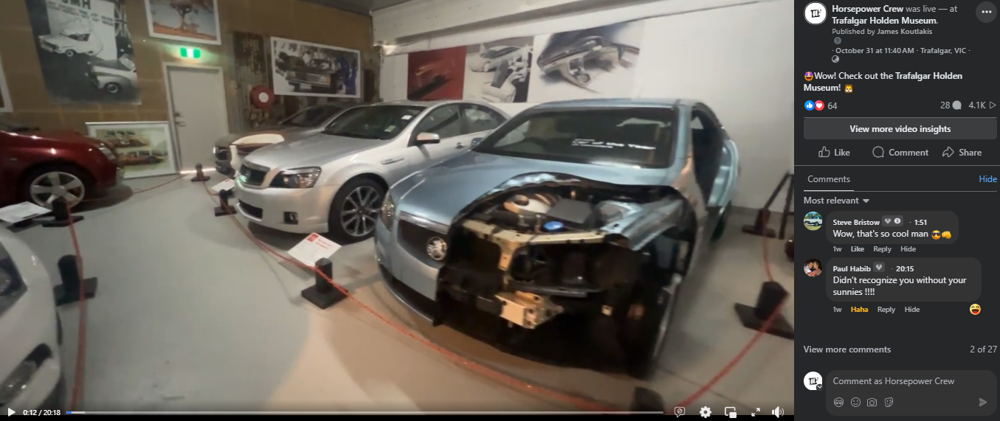 Horsepower Crew was live — at
Trafalgar Holden Museum.
Published by James Koutlakis
· October 31 at 11:40 AM · Trafalgar, VIC ·
Wow! Check out the Trafalgar Holden
Museum!
64
28
4.1K
View more video insights
Like
Comment
Share
Comments
Hide
Most relevant
Steve Bristow · 1:51
Wow, that's so cool man
1w Like Reply Hide
Paul Habib · 20:15
Didn't recognize you without your
sunnies !!!!
1w Haha Reply Hide
View more comments
2 of 27
Comment as Horsepower Crew
0:12 / 20:18